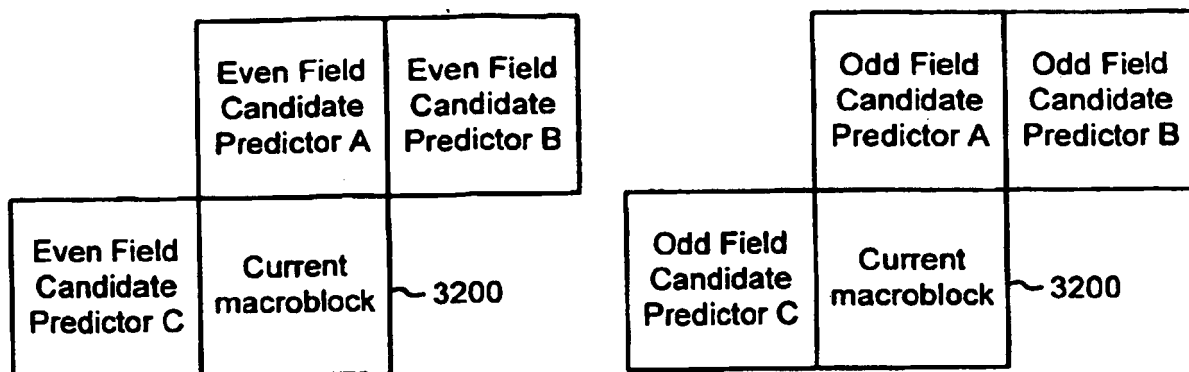 Even Field
Candidate
Predictor A
Even Field
Candidate
Predictor B
Even Field
Candidate
Predictor C
Current
macroblock
3200
Odd Field
Candidate
Predictor A
Odd Field
Candidate
Predictor B
Odd Field
Candidate
Predictor C
Current
macroblock
3200